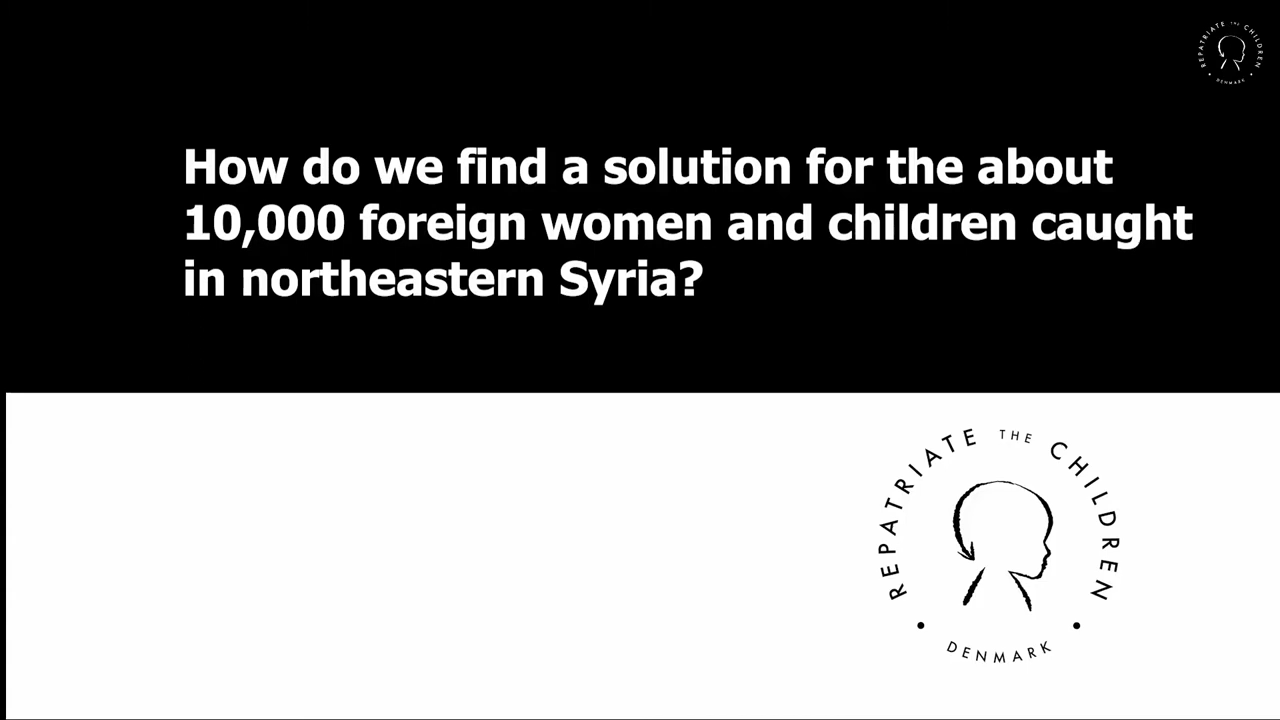 REPATRIATE THE CHILDREN
DENMARK
How do we find a solution for the about
10,000 foreign women and children caught
in northeastern Syria?
REPATRIATE THE CHILDREN
• DENMARK •